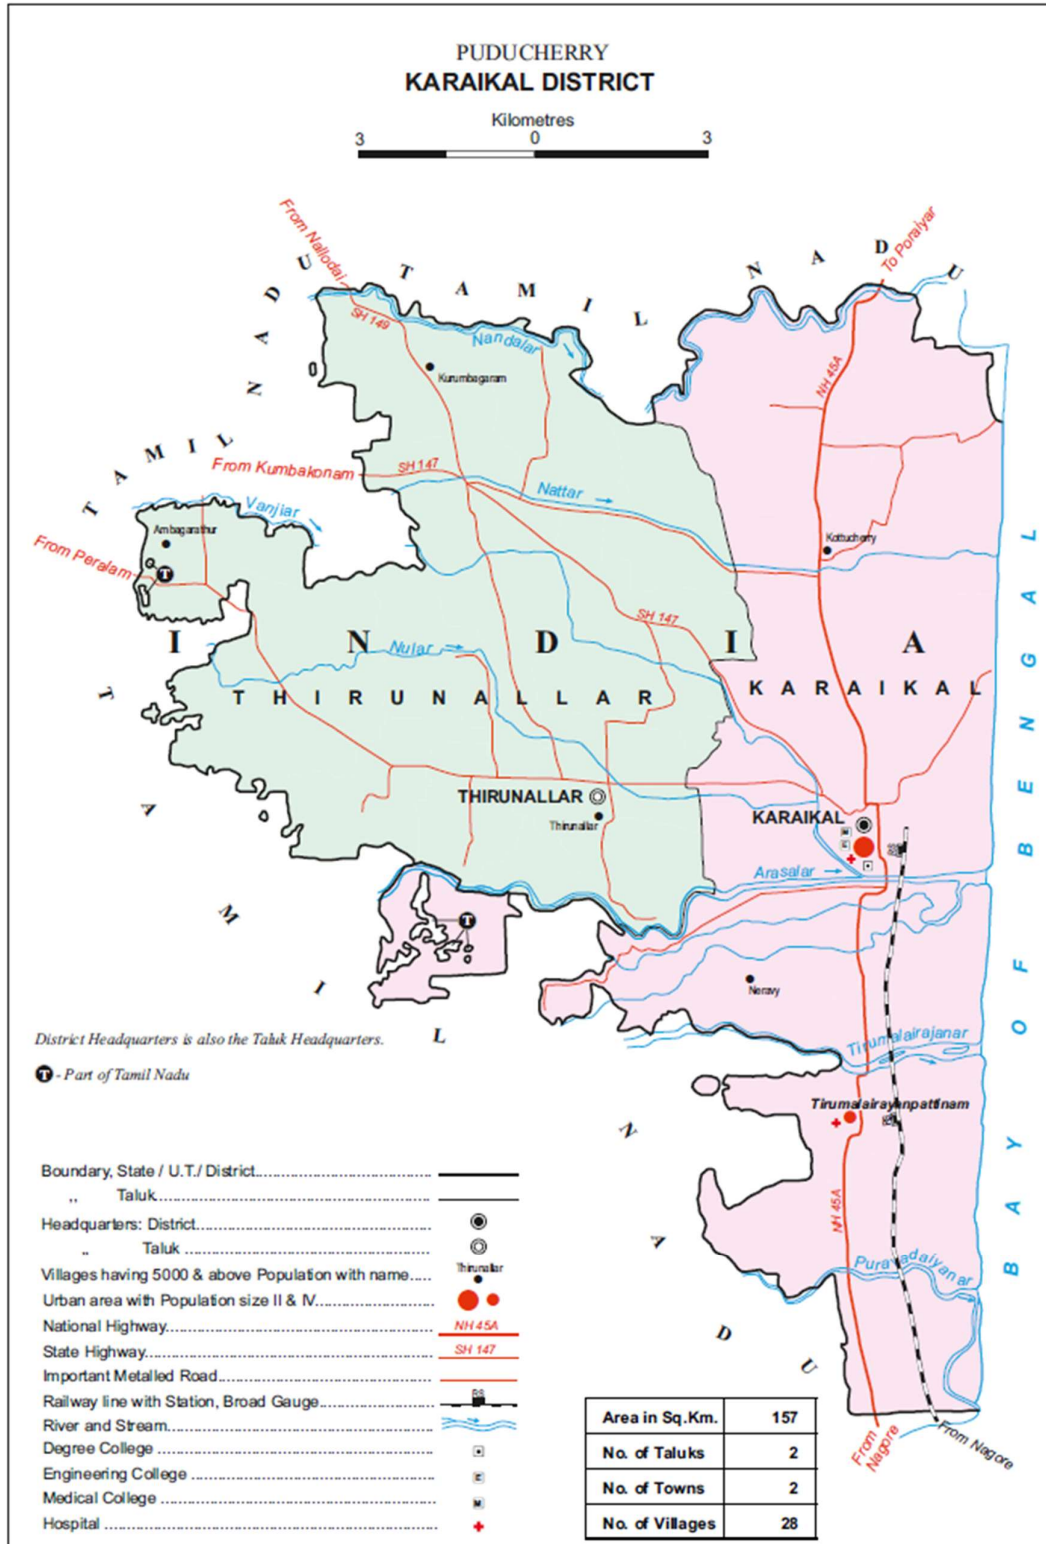 PUDUCHERRY
KARAIKAL DISTRICT
Kilometres
3 0 3
From Nallodai
TAMIL NADU
To Poraiyar
TAMIL NADU
SH 149
Nandalar
NH 45A
Kurumbagaram
From Kumbakonam
SH 147
Nattar
Vanjiar
Ambagarathur
Kottucherry
From Peralam
T
SH 147
INDIA
Nular
THIRUNALLAR
KARAIKAL
BAY OF BENGAL
THIRUNALLAR
Thirunallar
KARAIKAL
M
E
RS
Arasalar
T
Neravy
TAMIL NADU
District Headquarters is also the Taluk Headquarters.
T - Part of Tamil Nadu
Tirumalairajanar
Tirumalairayanpattinam
RS
NH 45A
Puravadaiyanar
From Nagore
From Nagore
Boundary, State / U.T./ District
,, Taluk
Headquarters: District
,, Taluk
Villages having 5000 & above Population with name..... Thirunallar
Urban area with Population size II & IV
National Highway NH 45A
State Highway SH 147
Important Metalled Road
Railway line with Station, Broad Gauge RS
River and Stream
Degree College
Engineering College E
Medical College M
Hospital
Area in Sq.Km. 157
No. of Taluks 2
No. of Towns 2
No. of Villages 28